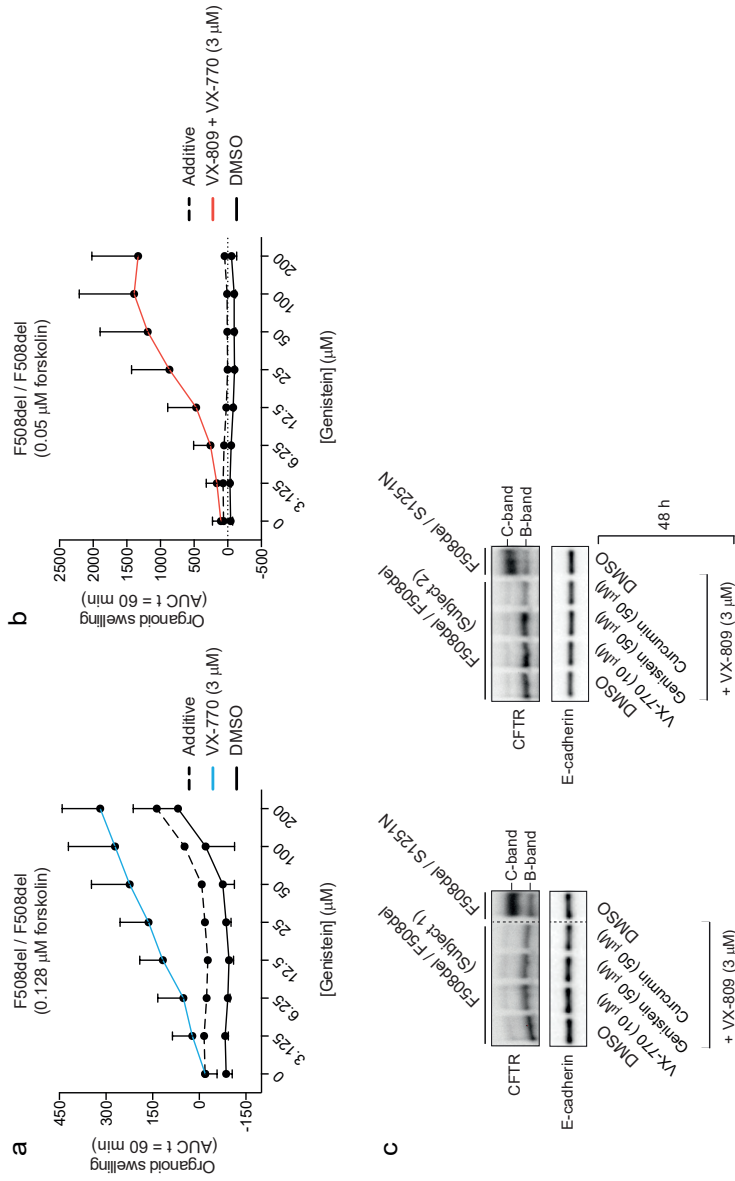 a
F508del / F508del
(0.128 µM forskolin)
Organoid swelling
(AUC t = 60 min)
450
300
150
0
-150
0
3.125
6.25
12.5
25
50
100
200
[Genistein] (µM)
Additive
VX-770 (3 µM)
DMSO
b
F508del / F508del
(0.05 µM forskolin)
Organoid swelling
(AUC t = 60 min)
2500
2000
1500
1000
500
0
-500
0
3.125
6.25
12.5
25
50
100
200
[Genistein] (µM)
Additive
VX-809 + VX-770 (3 µM)
DMSO
c
F508del / F508del
(Subject 1)
F508del / S1251N
CFTR
C-band
B-band
E-cadherin
DMSO
VX-770 (10 µM)
Genistein (50 µM)
Curcumin (50 µM)
DMSO
+ VX-809 (3 µM)
F508del / F508del
(Subject 2)
F508del / S1251N
CFTR
C-band
B-band
E-cadherin
DMSO
VX-770 (10 µM)
Genistein (50 µM)
Curcumin (50 µM)
DMSO
+ VX-809 (3 µM)
48 h